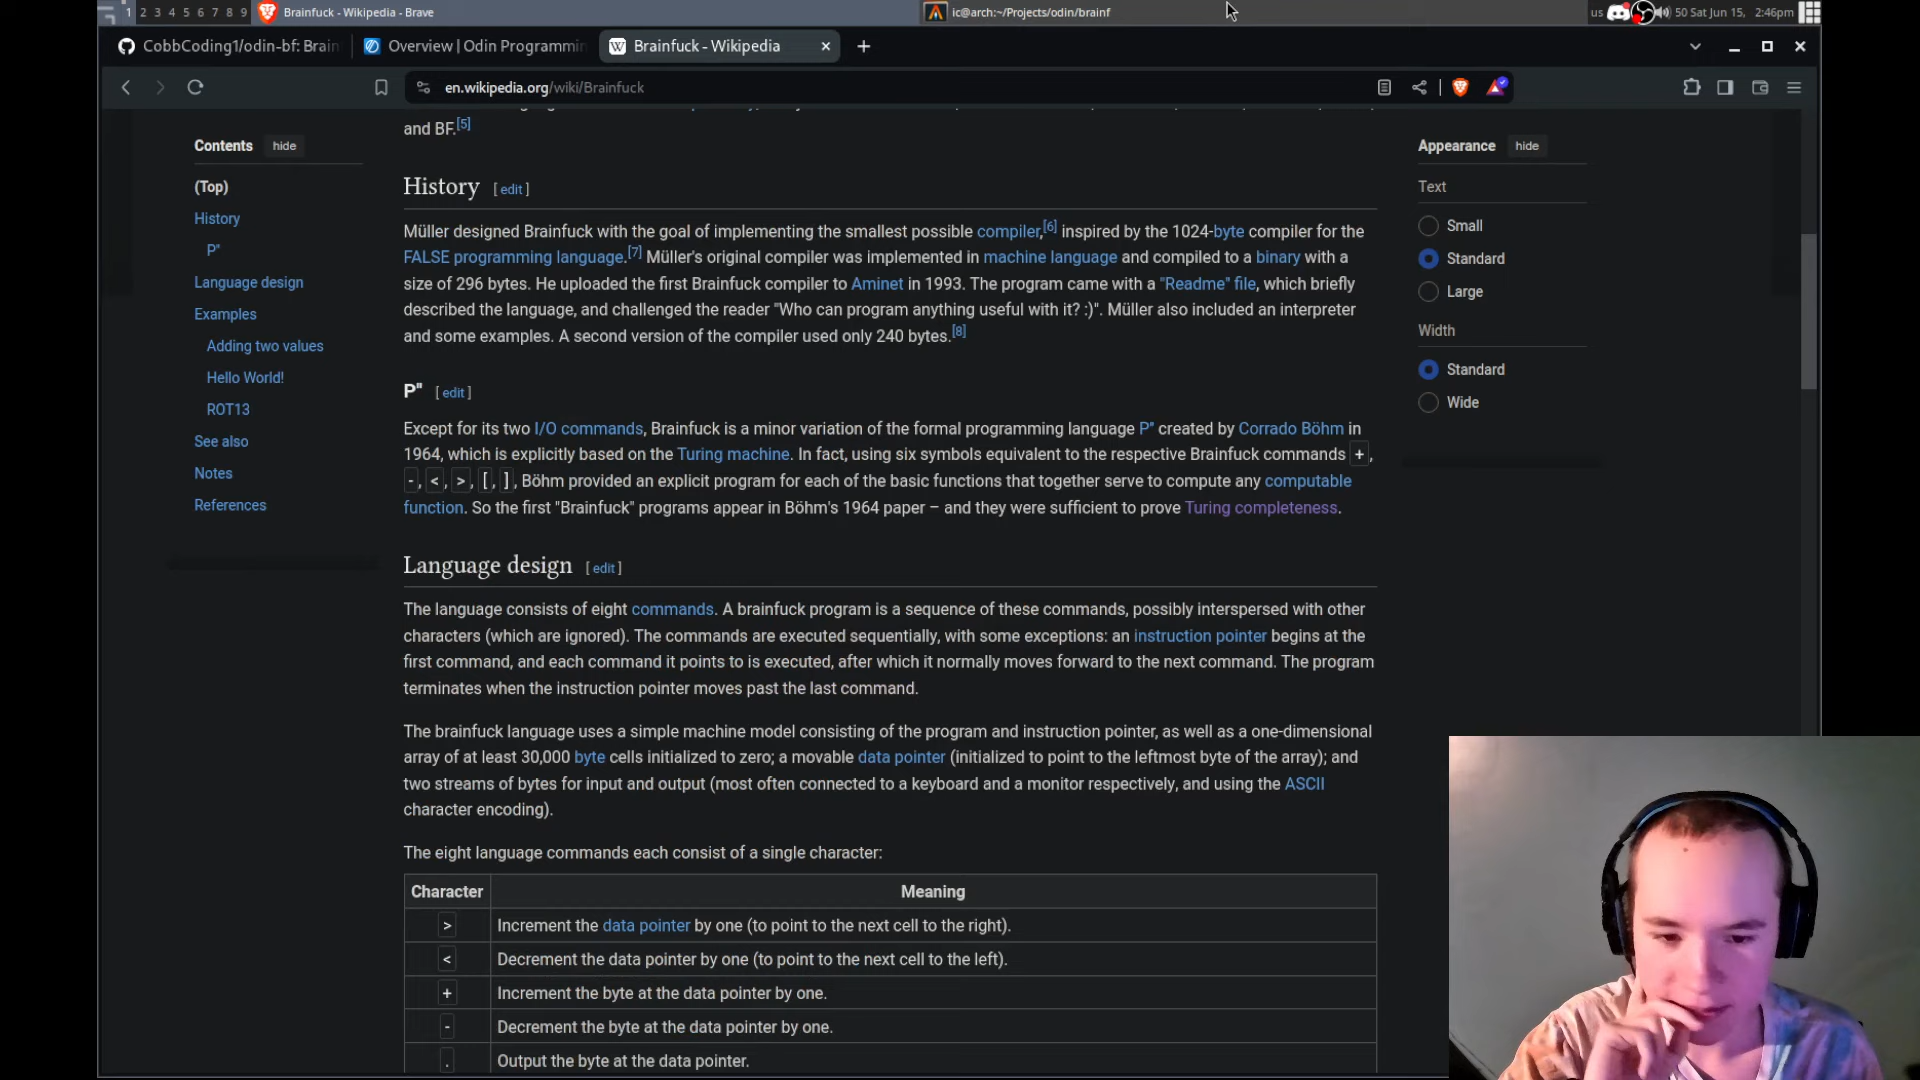 1 2 3 4 5 6 7 8 9 Brainfuck - Wikipedia - Brave
ic@arch:~/Projects/odin/brainf
us 50 Sat Jun 15, 2:46pm
CobbCoding1/odin-bf: Brain
Overview | Odin Programmin
Brainfuck - Wikipedia
en.wikipedia.org/wiki/Brainfuck
and BF.[5]
Contents hide
(Top)
History
P"
Language design
Examples
Adding two values
Hello World!
ROT13
See also
Notes
References
History [ edit ]
Müller designed Brainfuck with the goal of implementing the smallest possible compiler,[6] inspired by the 1024-byte compiler for the
FALSE programming language.[7] Müller's original compiler was implemented in machine language and compiled to a binary with a
size of 296 bytes. He uploaded the first Brainfuck compiler to Aminet in 1993. The program came with a "Readme" file, which briefly
described the language, and challenged the reader "Who can program anything useful with it? :)". Müller also included an interpreter
and some examples. A second version of the compiler used only 240 bytes.[8]
P" [ edit ]
Except for its two I/O commands, Brainfuck is a minor variation of the formal programming language P" created by Corrado Böhm in
1964, which is explicitly based on the Turing machine. In fact, using six symbols equivalent to the respective Brainfuck commands +,
-, <, >, [, ], Böhm provided an explicit program for each of the basic functions that together serve to compute any computable
function. So the first "Brainfuck" programs appear in Böhm's 1964 paper – and they were sufficient to prove Turing completeness.
Language design [ edit ]
The language consists of eight commands. A brainfuck program is a sequence of these commands, possibly interspersed with other
characters (which are ignored). The commands are executed sequentially, with some exceptions: an instruction pointer begins at the
first command, and each command it points to is executed, after which it normally moves forward to the next command. The program
terminates when the instruction pointer moves past the last command.
The brainfuck language uses a simple machine model consisting of the program and instruction pointer, as well as a one-dimensional
array of at least 30,000 byte cells initialized to zero; a movable data pointer (initialized to point to the leftmost byte of the array); and
two streams of bytes for input and output (most often connected to a keyboard and a monitor respectively, and using the ASCII
character encoding).
The eight language commands each consist of a single character:
Character Meaning
> Increment the data pointer by one (to point to the next cell to the right).
< Decrement the data pointer by one (to point to the next cell to the left).
+ Increment the byte at the data pointer by one.
- Decrement the byte at the data pointer by one.
. Output the byte at the data pointer.
Appearance hide
Text
Small
Standard
Large
Width
Standard
Wide